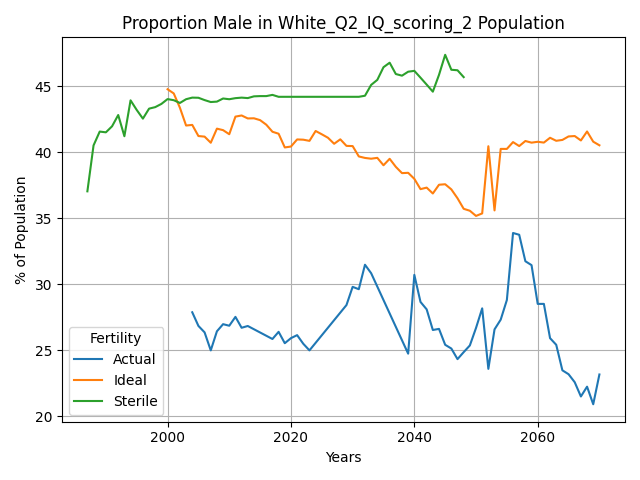 Proportion Male in White_Q2_IQ_scoring_2 Population
% of Population
45
40
35
30
25
20
Fertility
Actual
Ideal
Sterile
2000 2020 2040 2060
Years